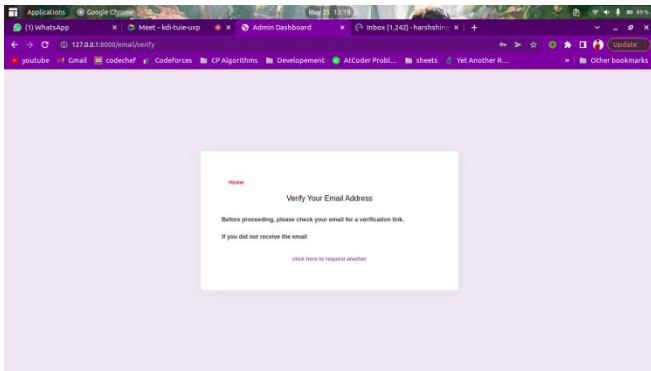 Applications Google Chrome May 25 13:19 89%
(1) WhatsApp Meet - kdi-tuie-uxp Admin Dashboard Inbox (1,242) - harshshing
127.0.0.1:8000/email/verify Update
youtube Gmail codechef Codeforces CP Algorithms Developement AtCoder Probl... sheets Yet Another R... » Other bookmarks
Home
Verify Your Email Address
Before proceeding, please check your email for a verification link.
If you did not receive the email
click here to request another